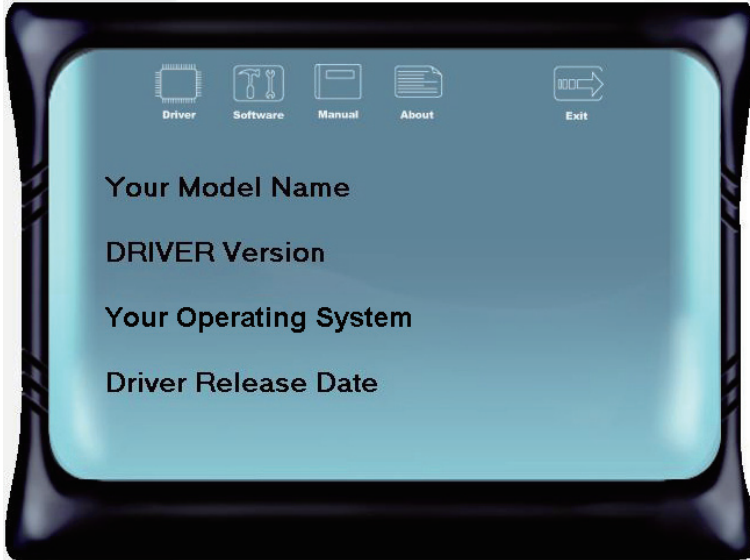 Driver Software Manual About Exit
Your Model Name
DRIVER Version
Your Operating System
Driver Release Date